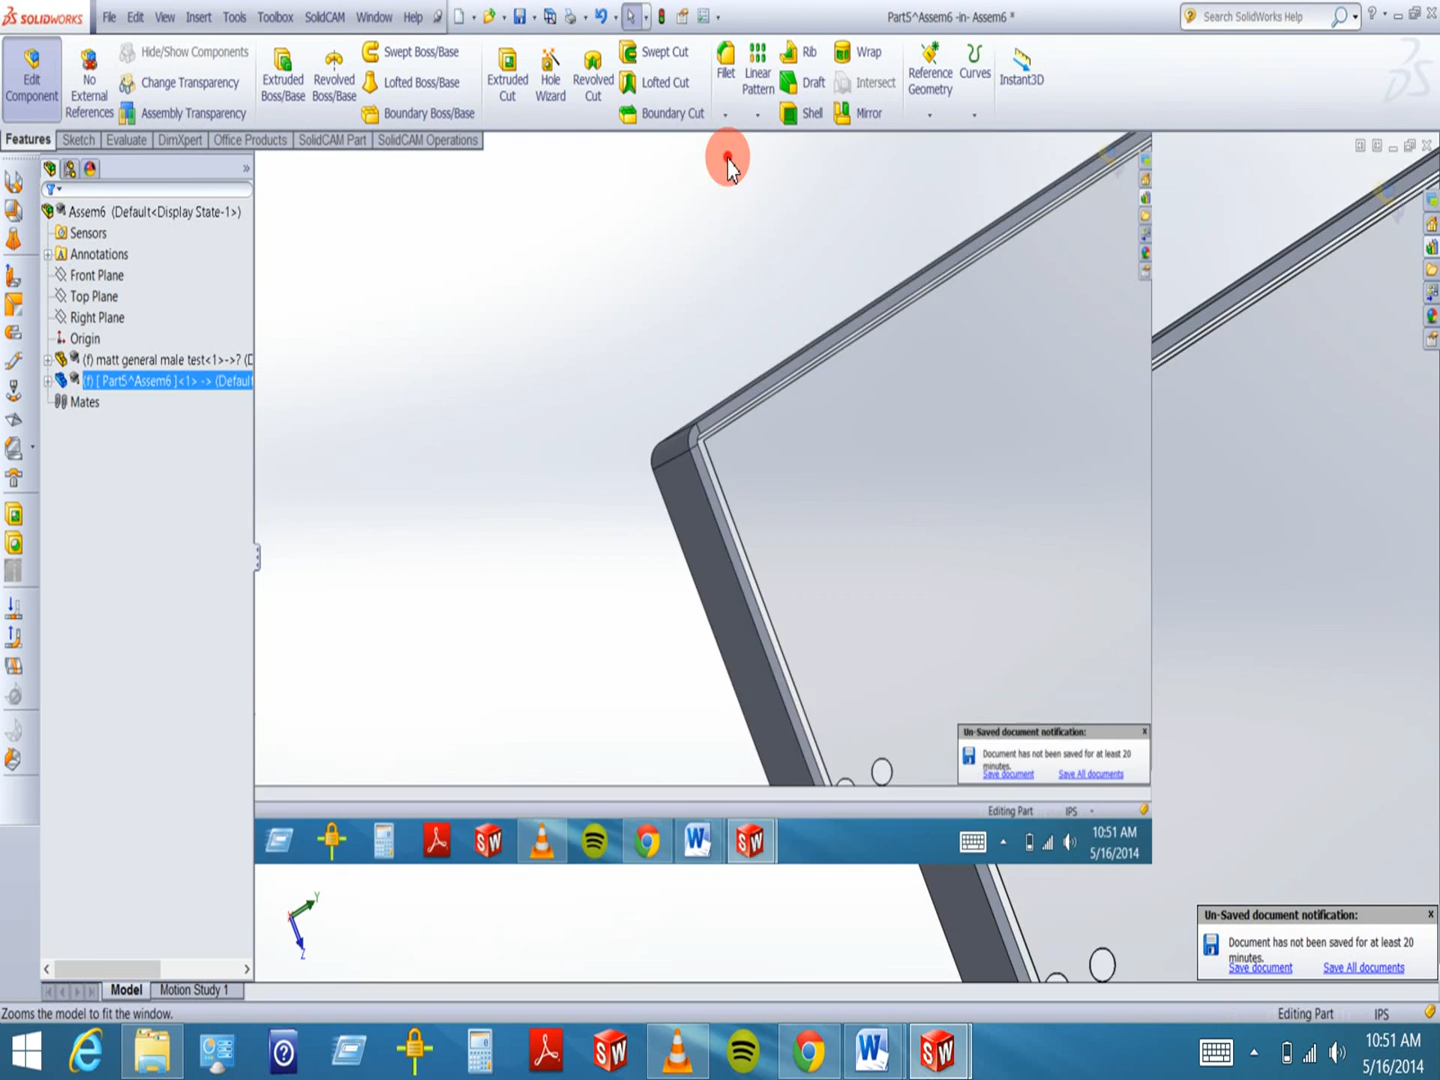 SOLIDWORKS File Edit View Insert Tools Toolbox SolidCAM Window Help Part5^Assem6 -in- Assem6 * Search SolidWorks Help
Edit Component
No External References
Hide/Show Components
Change Transparency
Assembly Transparency
Extruded Boss/Base
Revolved Boss/Base
Swept Boss/Base
Lofted Boss/Base
Boundary Boss/Base
Extruded Cut
Hole Wizard
Revolved Cut
Swept Cut
Lofted Cut
Boundary Cut
Fillet
Linear Pattern
Rib
Draft
Shell
Wrap
Intersect
Mirror
Reference Geometry
Curves
Instant3D
Features Sketch Evaluate DimXpert Office Products SolidCAM Part SolidCAM Operations
Assem6 (Default<Display State-1>)
Sensors
Annotations
Front Plane
Top Plane
Right Plane
Origin
(f) matt general male test<1>->? (D
(f) [ Part5^Assem6 ]<1> -> (Default
Mates
Un-Saved document notification: x
Document has not been saved for at least 20
minutes.
Save document Save All documents
Editing Part IPS -
10:51 AM
5/16/2014
Y
Z
Un-Saved document notification: x
Document has not been saved for at least 20
minutes.
Save document Save All documents
Model Motion Study 1
Zooms the model to fit the window. Editing Part IPS
10:51 AM
5/16/2014